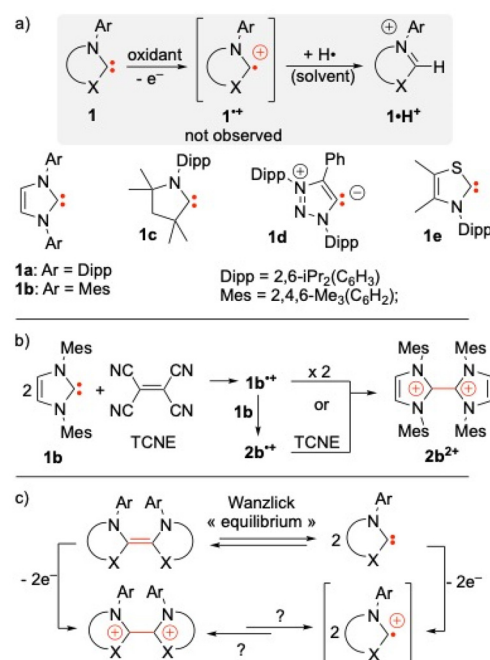 a)
Ar
N
X
1
oxidant
- e⁻
Ar
N
X
1•+
+ H•
(solvent)
Ar
N
X
H
1•H⁺
not observed
Ar
N
N
Ar
1a: Ar = Dipp
1b: Ar = Mes
Dipp
N
1c
Ph
Dipp
N
N
N
Dipp
1d
S
N
Dipp
1e
Dipp = 2,6-iPr₂(C₆H₃)
Mes = 2,4,6-Me₃(C₆H₂);
b)
2
Mes
N
N
Mes
1b
+
CN CN
CN CN
TCNE
1b•+
1b
2b•+
x 2
or
TCNE
Mes Mes
N N
N N
Mes Mes
2b²⁺
c)
Ar Ar
N N
X X
Wanzlick
« equilibrium »
2
Ar
N
X
- 2e⁻
- 2e⁻
Ar Ar
N N
X X
?
?
2
Ar
N
X